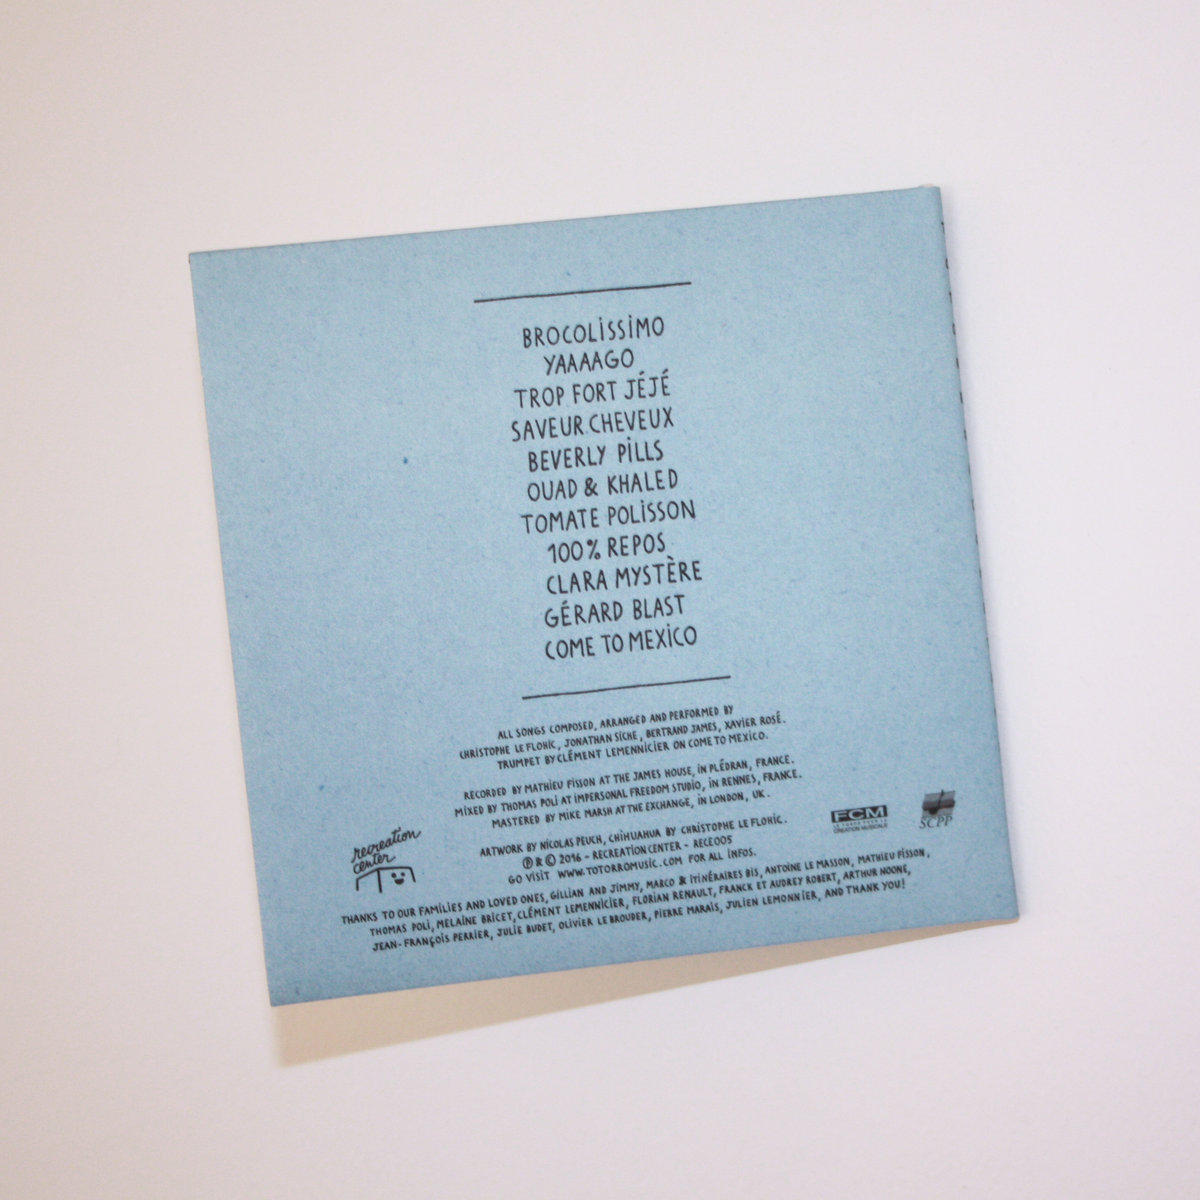 BROCOLISSIMO
YAAAAGO
TROP FORT JÉJÉ
SAVEUR CHEVEUX
BEVERLY PILLS
OUAD & KHALED
TOMATE POLISSON
100% REPOS
CLARA MYSTÈRE
GÉRARD BLAST
COME TO MEXICO
ALL SONGS COMPOSED, ARRANGED AND PERFORMED BY
CHRISTOPHE LE FLOHIC, JONATHAN SICHE, BERTRAND JAMES, XAVIER ROSÉ.
TRUMPET BY CLÉMENT LEMENNICIER ON COME TO MEXICO.
RECORDED BY MATHIEU FISSON AT THE JAMES HOUSE, IN PLÉDRAN, FRANCE.
MIXED BY THOMAS POLI AT IMPERSONAL FREEDOM STUDIO, IN RENNES, FRANCE.
MASTERED BY MIKE MARSH AT THE EXCHANGE, IN LONDON, UK.
ARTWORK BY NICOLAS PEUCH, CHIHUAHUA BY CHRISTOPHE LE FLOHIC.
℗ & © 2016 - RECREATION CENTER - RECE005
GO VISIT WWW.TOTORROMUSIC.COM FOR ALL INFOS.
recreation
center
FCM
CRÉATION MUSICALE
SCPP
THANKS TO OUR FAMILIES AND LOVED ONES, GILLIAN AND JIMMY, MARCO & ITINÉRAIRES BIS, ANTOINE LE MASSON, MATHIEU FISSON,
THOMAS POLI, MELAINE BRICET, CLÉMENT LEMENNICIER, FLORIAN RENAULT, FRANCK ET AUDREY ROBERT, ARTHUR NOONE,
JEAN-FRANÇOIS PERRIER, JULIE BUDET, OLIVIER LE BROUDER, PIERRE MARAIS, JULIEN LEMONNIER, AND THANK YOU!